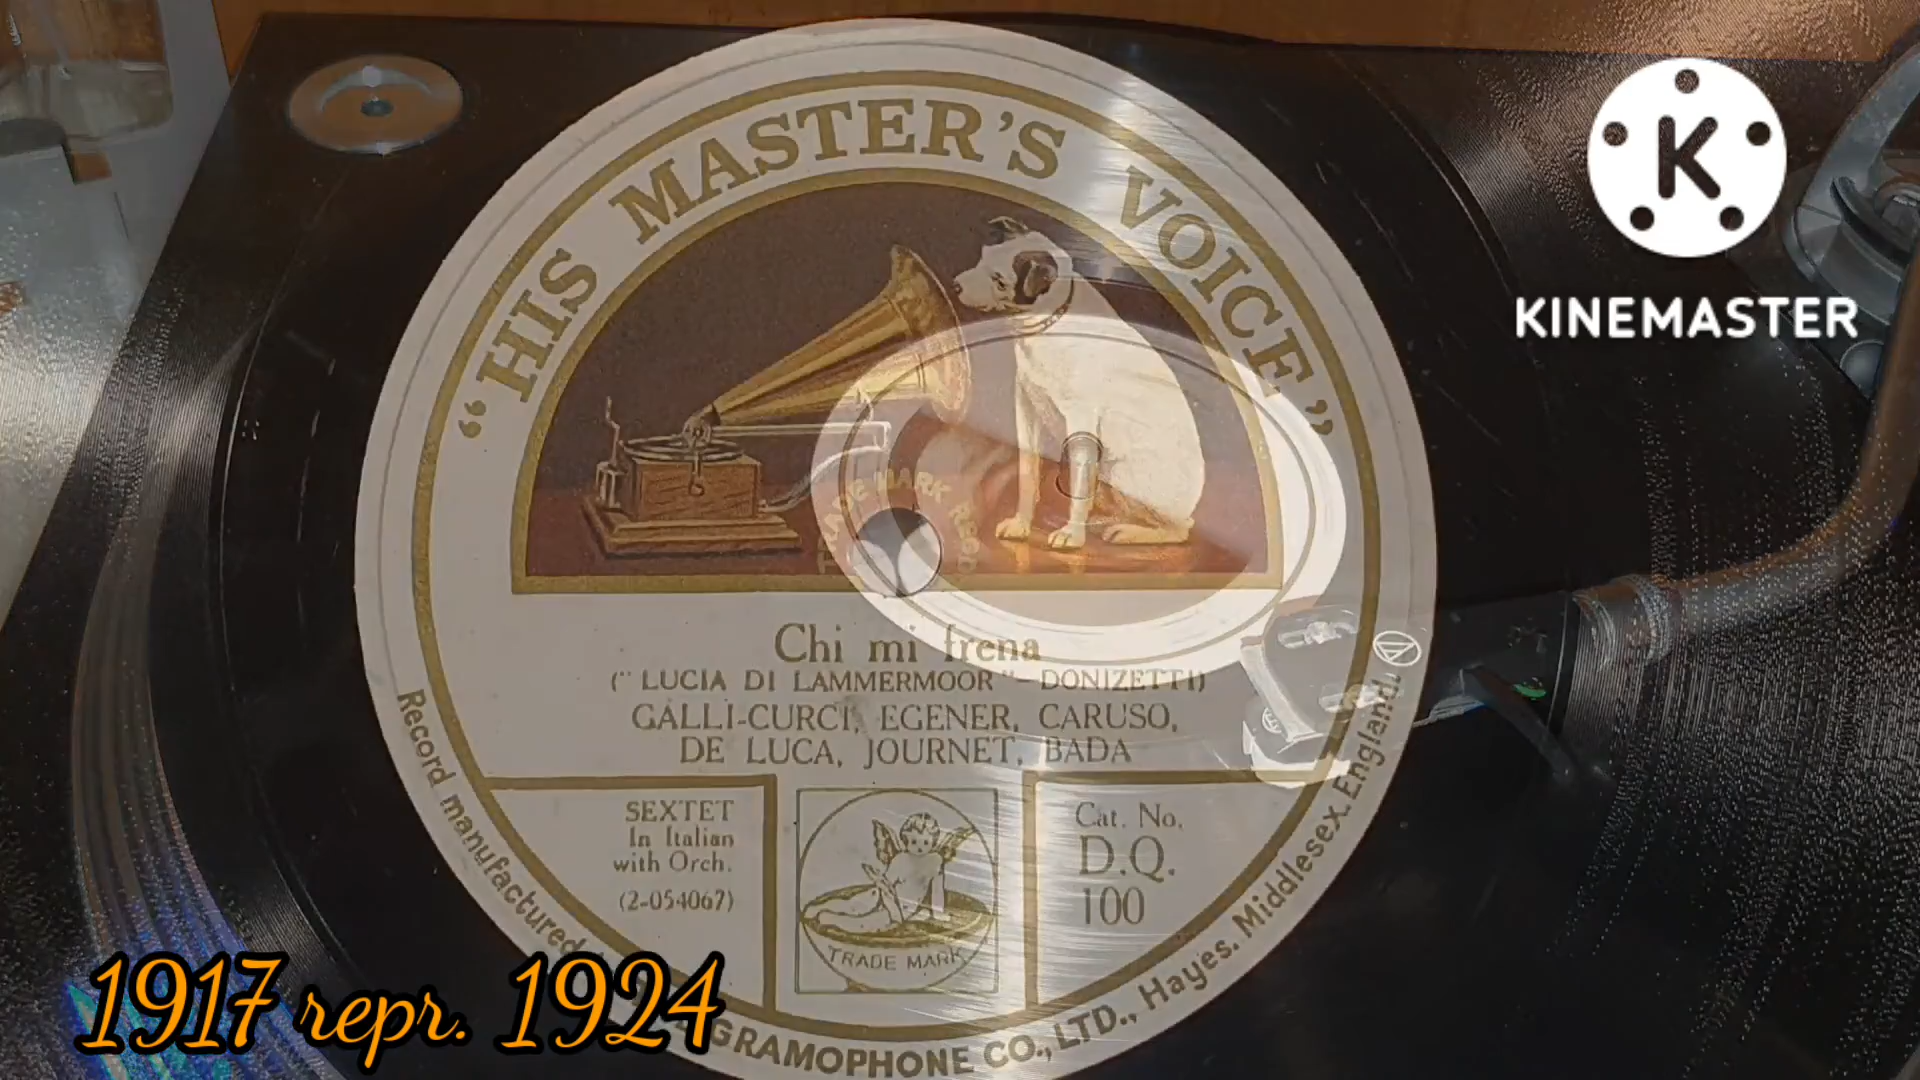 "HIS MASTER'S VOICE"
K
KINEMASTER
TRADE MARK
Chi mi frena
("LUCIA DI LAMMERMOOR"—DONIZETTI)
GALLI-CURCI, EGENER, CARUSO,
DE LUCA, JOURNET, BADA
SEXTET
In Italian
with Orch.
(2-054067)
Cat. No.
D.Q.
100
TRADE MARK
Record manufactured GRAMOPHONE CO., LTD., Hayes. Middlesex. England.
1917 repr. 1924